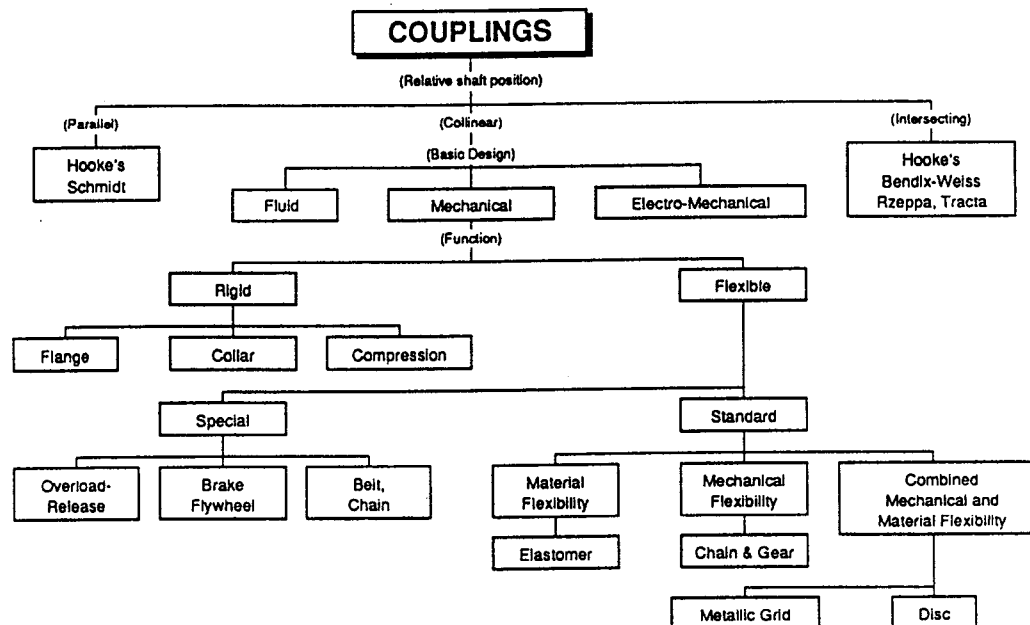 COUPLINGS
(Relative shaft position)
(Parallel)
(Collinear)
(Intersecting)
Hooke's
Schmidt
(Basic Design)
Hooke's
Bendix-Weiss
Rzeppa, Tracta
Fluid
Mechanical
Electro-Mechanical
(Function)
Rigid
Flexible
Flange
Collar
Compression
Special
Standard
Overload-
Release
Brake
Flywheel
Belt,
Chain
Material
Flexibility
Mechanical
Flexibility
Combined
Mechanical and
Material Flexibility
Elastomer
Chain & Gear
Metallic Grid
Disc